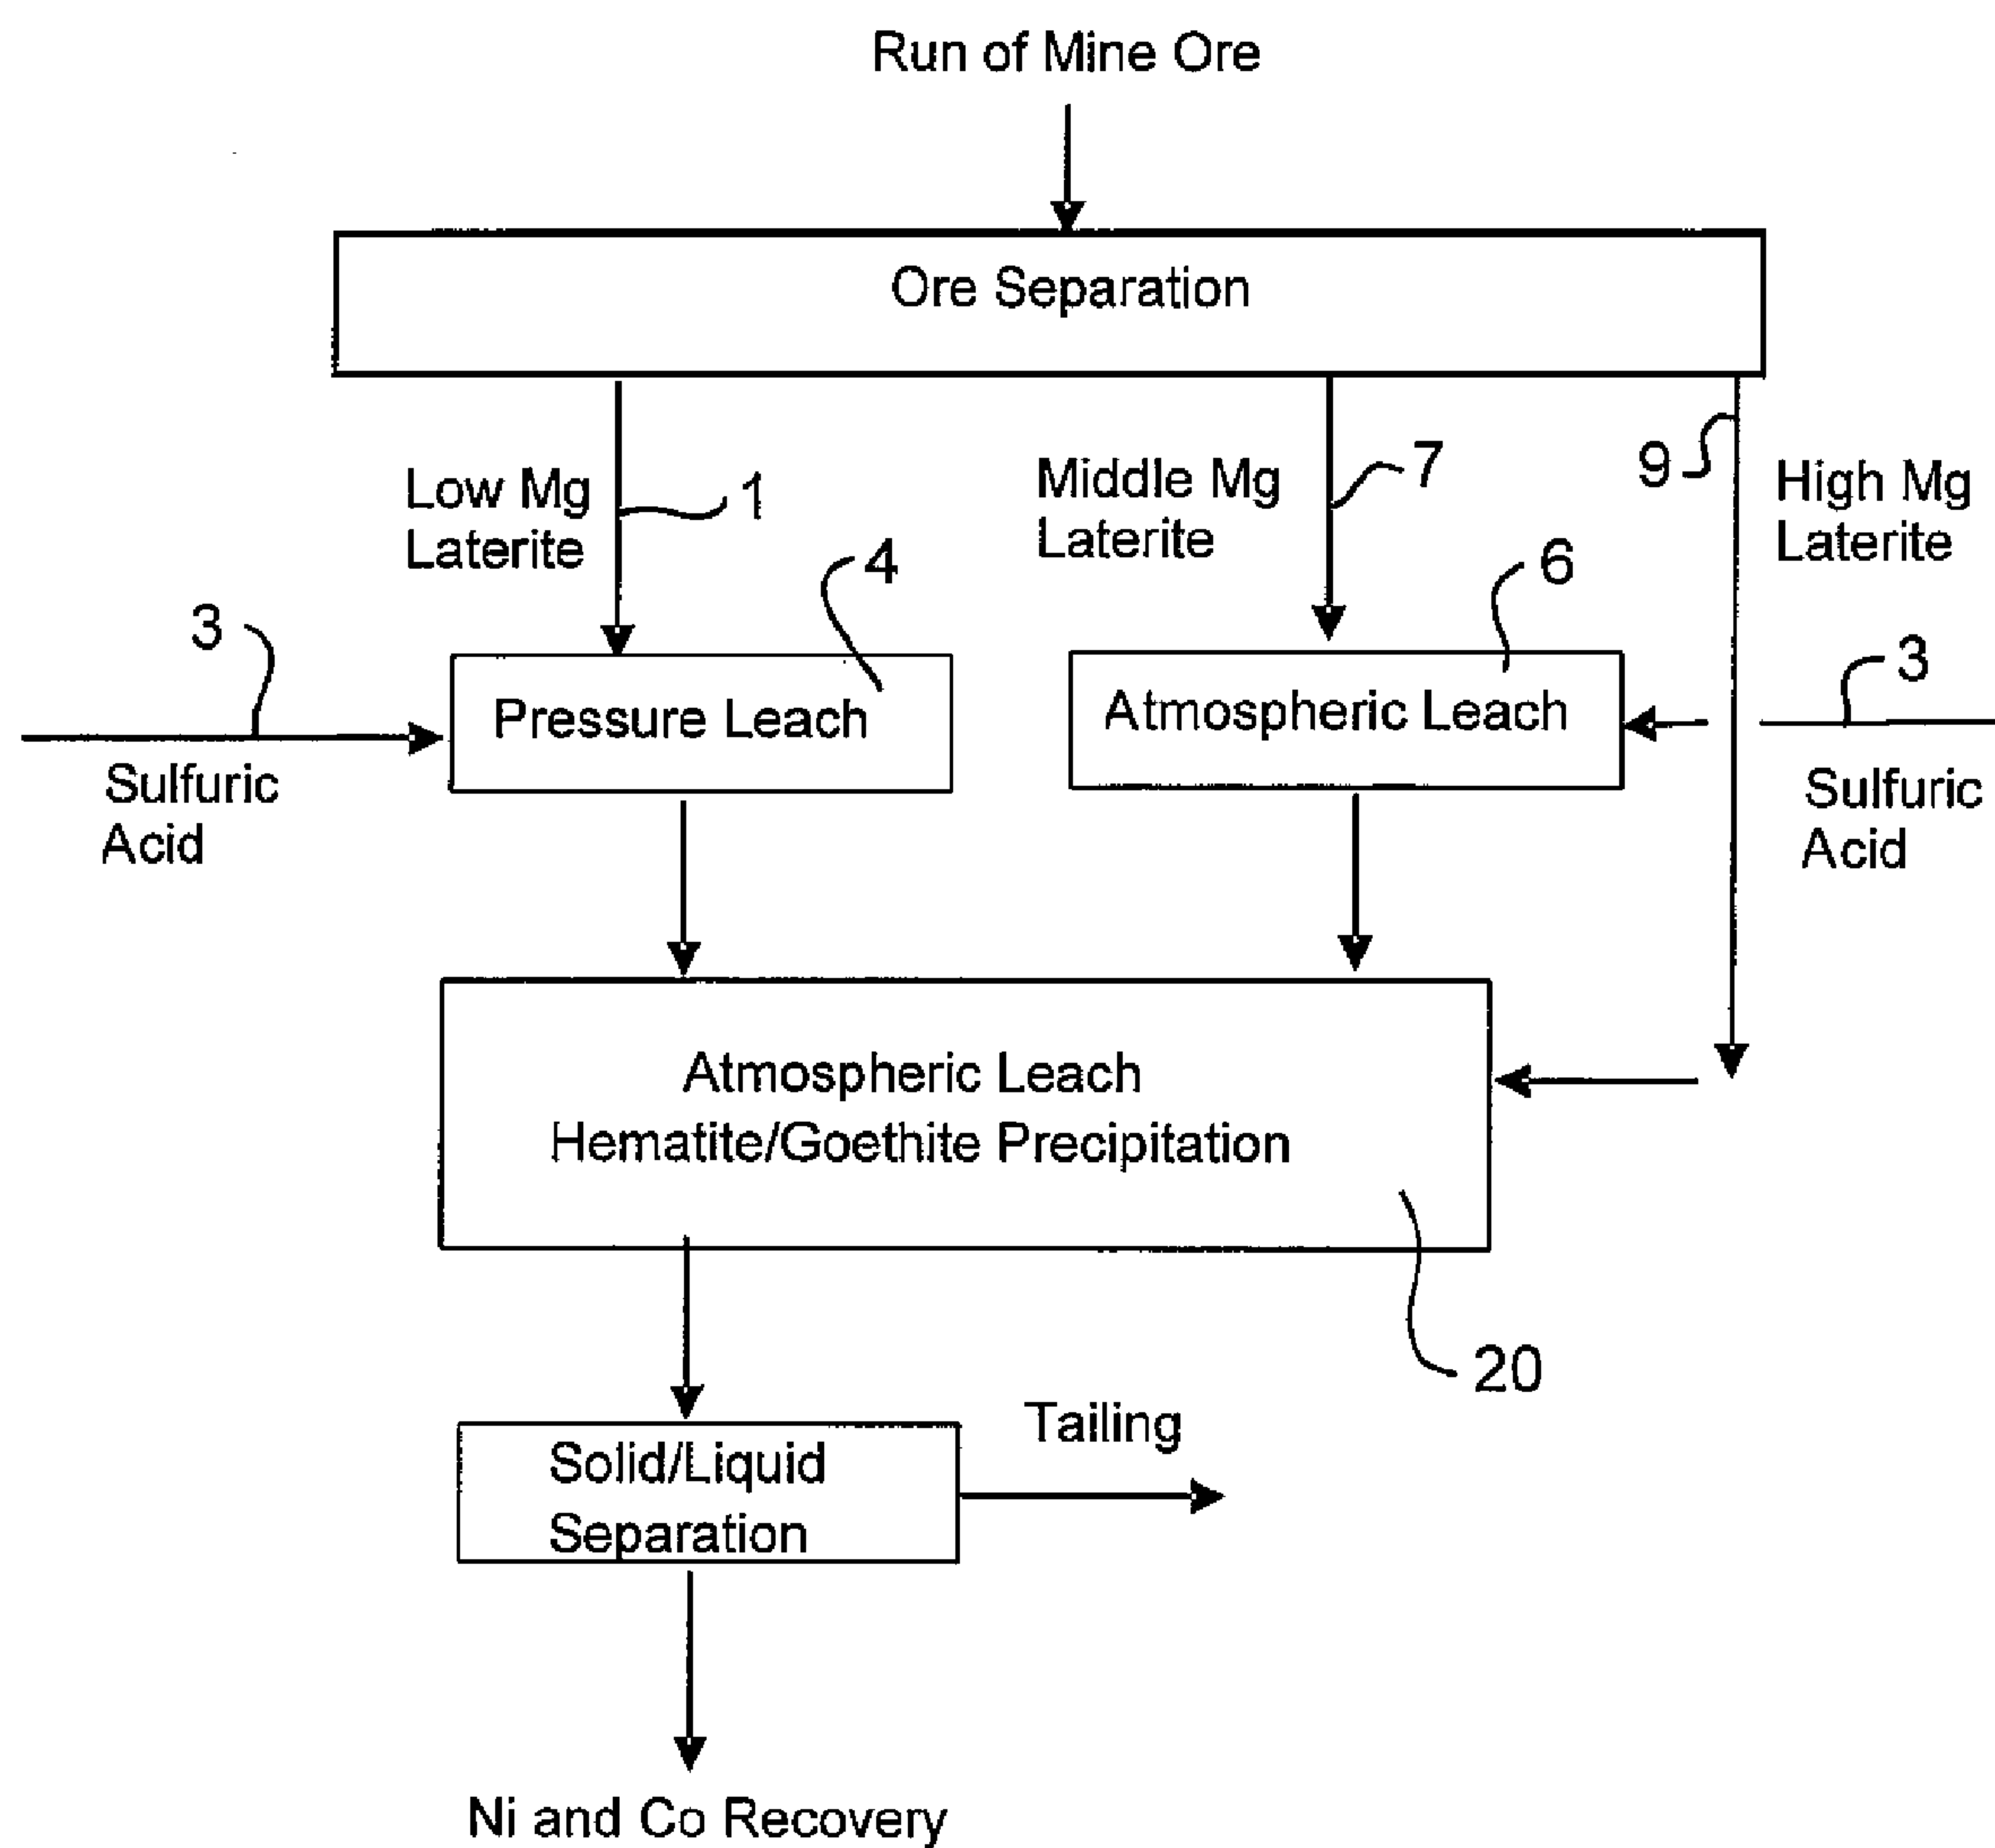 Run of Mine Ore
Ore Separation
Low Mg
Laterite
1
Middle Mg
Laterite
7
9
High Mg
Laterite
4
6
3
3
Pressure Leach
Atmospheric Leach
Sulfuric
Acid
Sulfuric
Acid
Atmospheric Leach
Hematite/Goethite Precipitation
20
Solid/Liquid
Separation
Tailing
Ni and Co Recovery